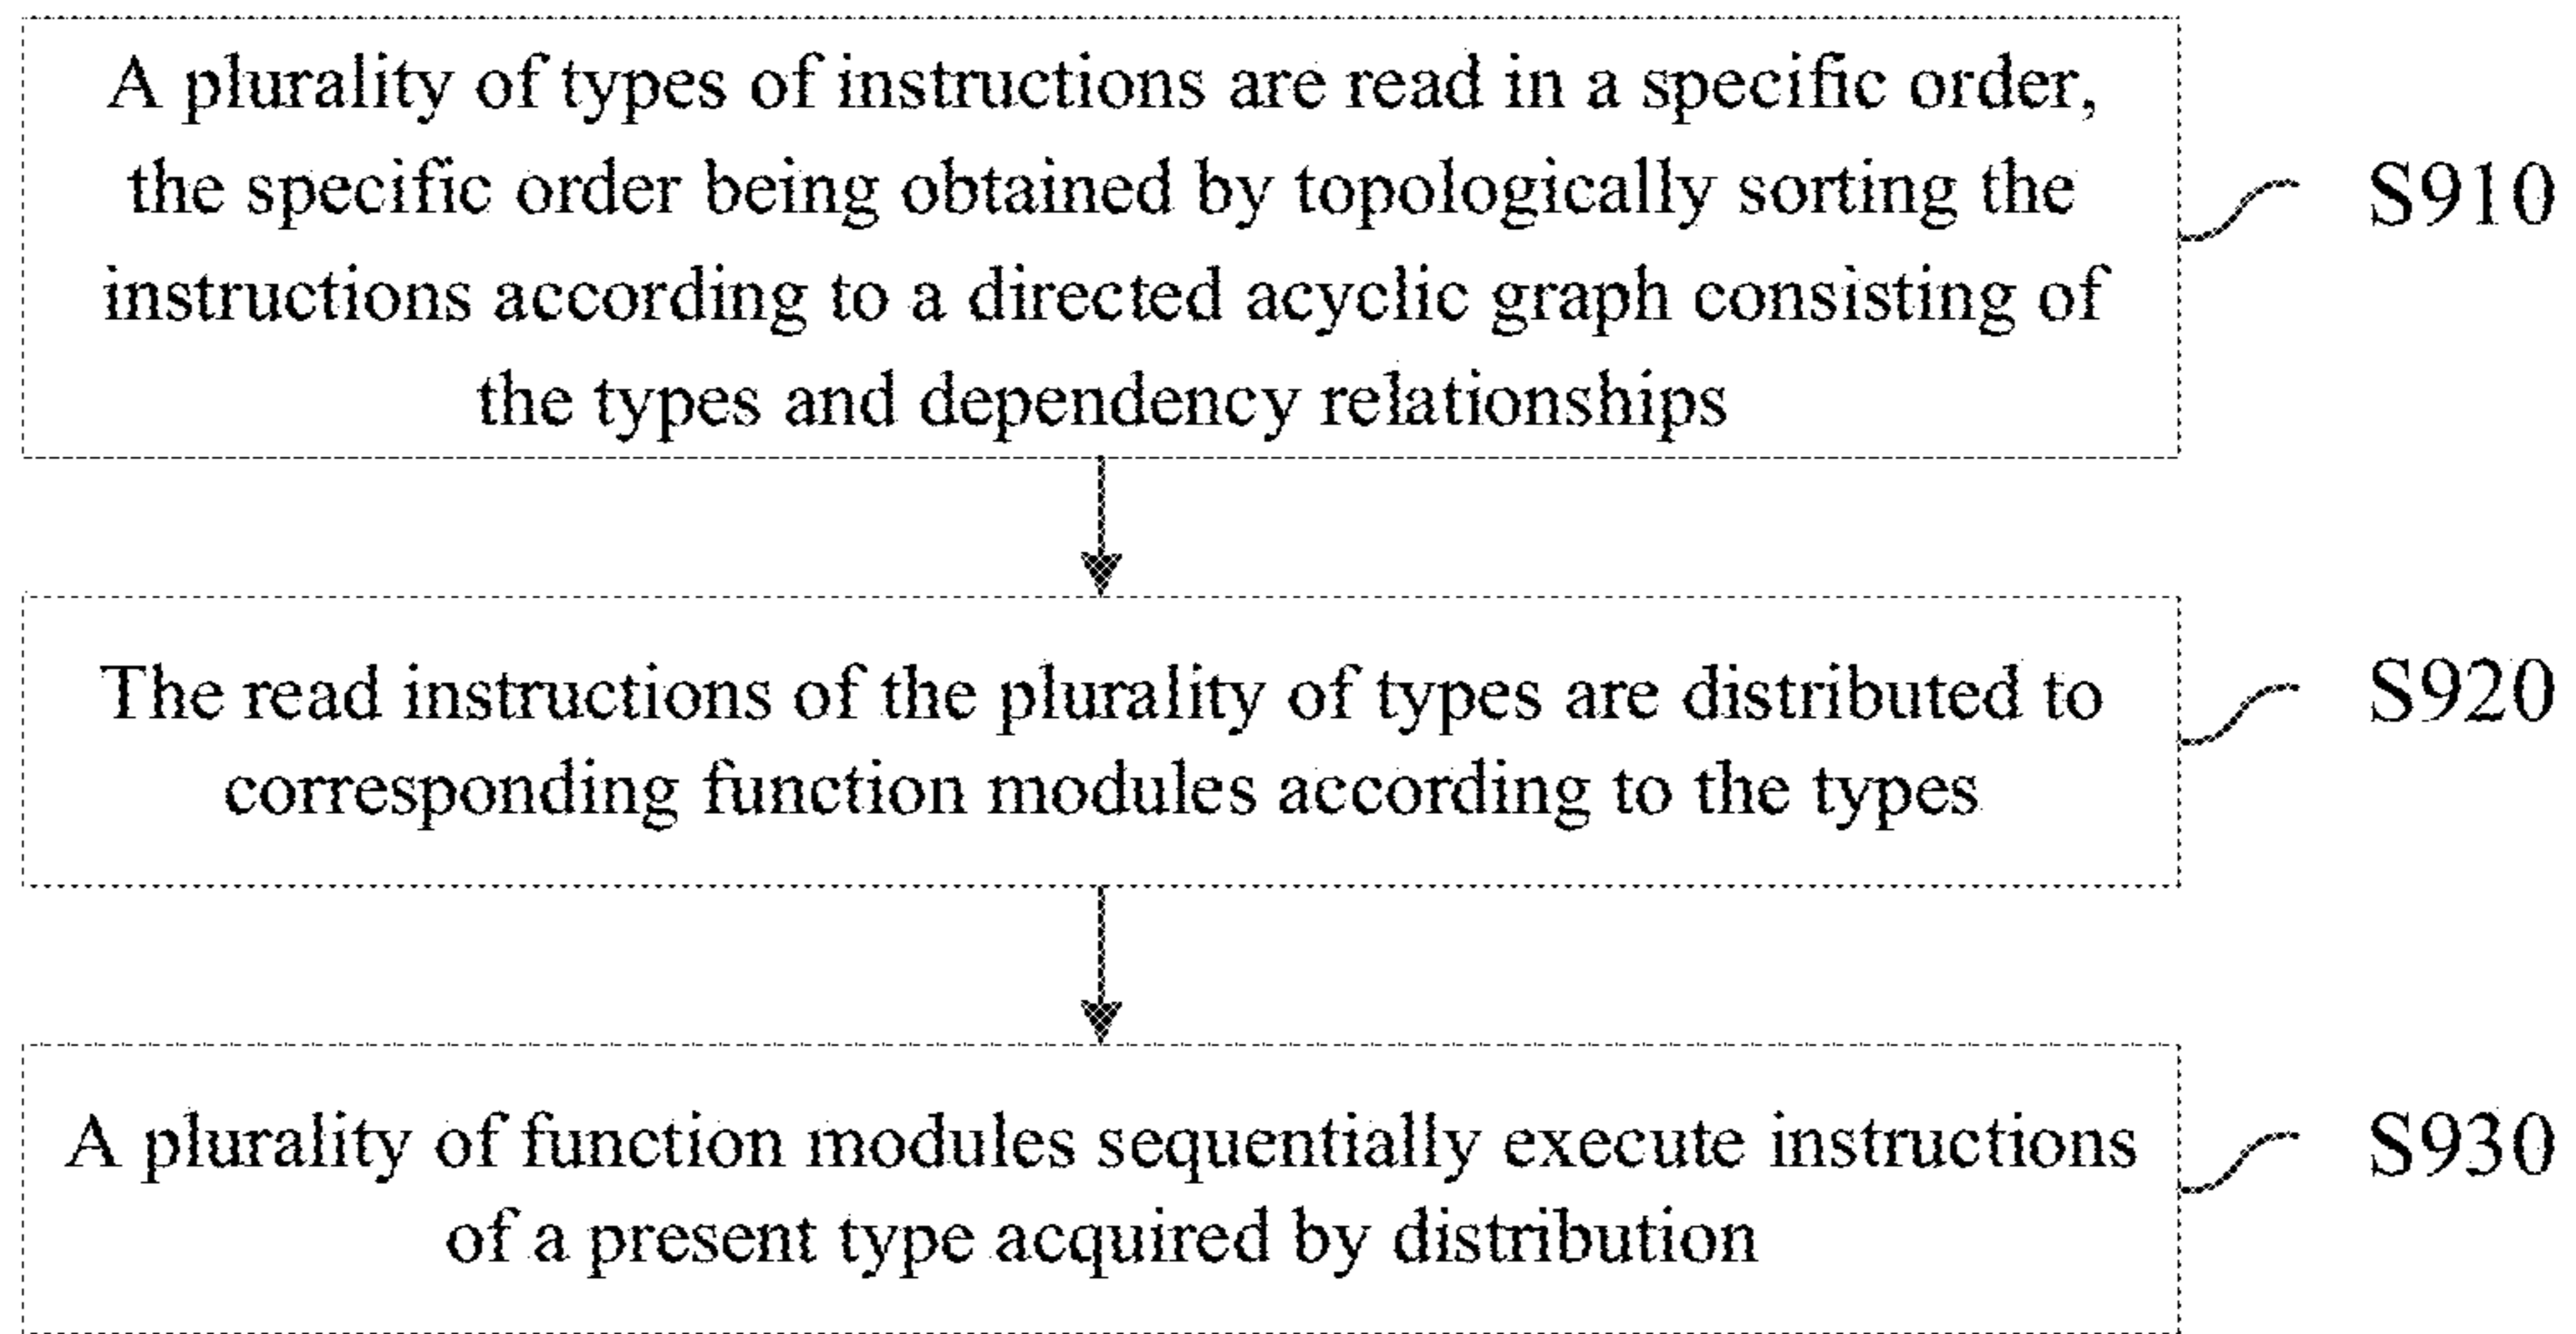 A plurality of types of instructions are read in a specific order,
the specific order being obtained by topologically sorting the
instructions according to a directed acyclic graph consisting of
the types and dependency relationships
S910
The read instructions of the plurality of types are distributed to
corresponding function modules according to the types
S920
A plurality of function modules sequentially execute instructions
of a present type acquired by distribution
S930